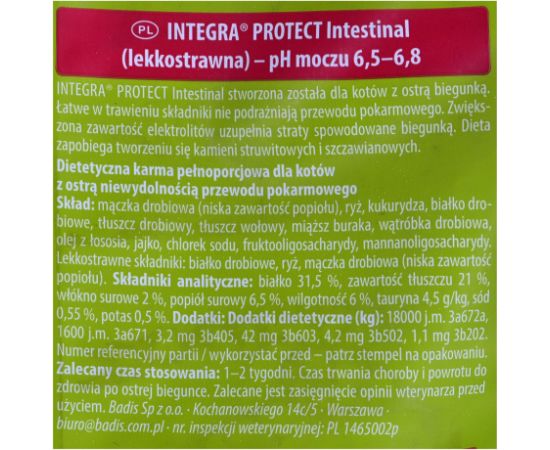 PL INTEGRA® PROTECT Intestinal
(lekkostrawna) – pH moczu 6,5–6,8
INTEGRA® PROTECT Intestinal stworzona została dla kotów z ostrą biegunką.
Łatwe w trawieniu składniki nie podrażniają przewodu pokarmowego. Zwięk-
szona zawartość elektrolitów uzupełnia straty spowodowane biegunką. Dieta
zapobiega tworzeniu się kamieni struwitowych i szczawianowych.
Dietetyczna karma pełnoporcjowa dla kotów
z ostrą niewydolnością przewodu pokarmowego
Skład: mączka drobiowa (niska zawartość popiołu), ryż, kukurydza, białko dro-
biowe, tłuszcz drobiowy, tłuszcz wołowy, miąższ buraka, wątróbka drobiowa,
olej z łososia, jajko, chlorek sodu, fruktooligosacharydy, mannanoligosacharydy.
Lekkostrawne składniki: białko drobiowe, ryż, mączka drobiowa (niska zawartość
popiołu). Składniki analityczne: białko 31,5 %, zawartość tłuszczu 21 %,
włókno surowe 2 %, popiół surowy 6,5 %, wilgotność 6 %, tauryna 4,5 g/kg, sód
0,55 %, potas 0,5 %. Dodatki: Dodatki dietetyczne (kg): 18000 j.m. 3a672a,
1600 j.m. 3a671, 3,2 mg 3b405, 42 mg 3b603, 4,2 mg 3b502, 1,1 mg 3b202.
Numer referencyjny partii / wykorzystać przed – patrz stempel na opakowaniu.
Zalecany czas stosowania: 1–2 tygodni. Czas trwania choroby i powrotu do
zdrowia po ostrej biegunce. Zalecane jest zasięgnięcie opinii weterynarza przed
użyciem. Badis Sp z o.o. · Kochanowskiego 14c/5 · Warszawa ·
biuro@badis.com.pl · nr. inspekcji weterynaryjnej: PL 1465002p